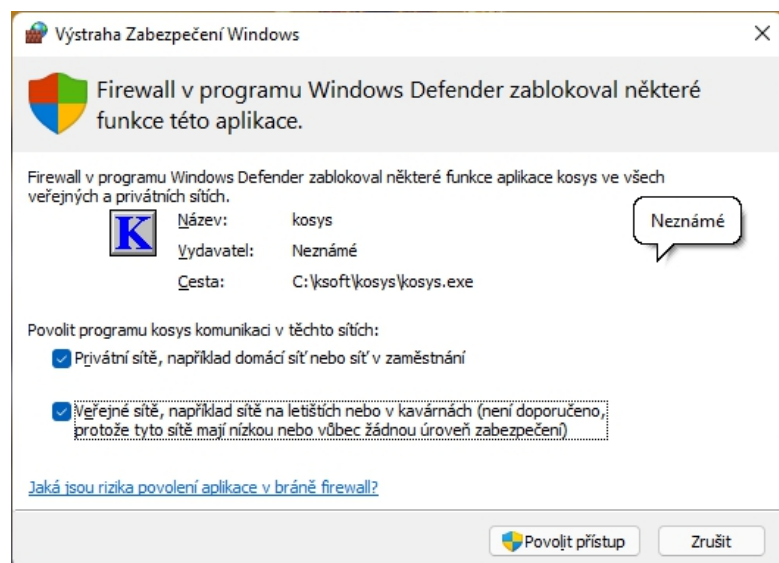 Výstraha Zabezpečení Windows
Firewall v programu Windows Defender zablokoval některé
funkce této aplikace.
Firewall v programu Windows Defender zablokoval některé funkce aplikace kosys ve všech
veřejných a privátních sítích.
K
Název: kosys
Neznámé
Vydavatel: Neznámé
Cesta: C:\ksoft\kosys\kosys.exe
Povolit programu kosys komunikaci v těchto sítích:
Privátní sítě, například domácí síť nebo síť v zaměstnání
Veřejné sítě, například sítě na letištích nebo v kavárnách (není doporučeno,
protože tyto sítě mají nízkou nebo vůbec žádnou úroveň zabezpečení)
Jaká jsou rizika povolení aplikace v bráně firewall?
Povolit přístup Zrušit